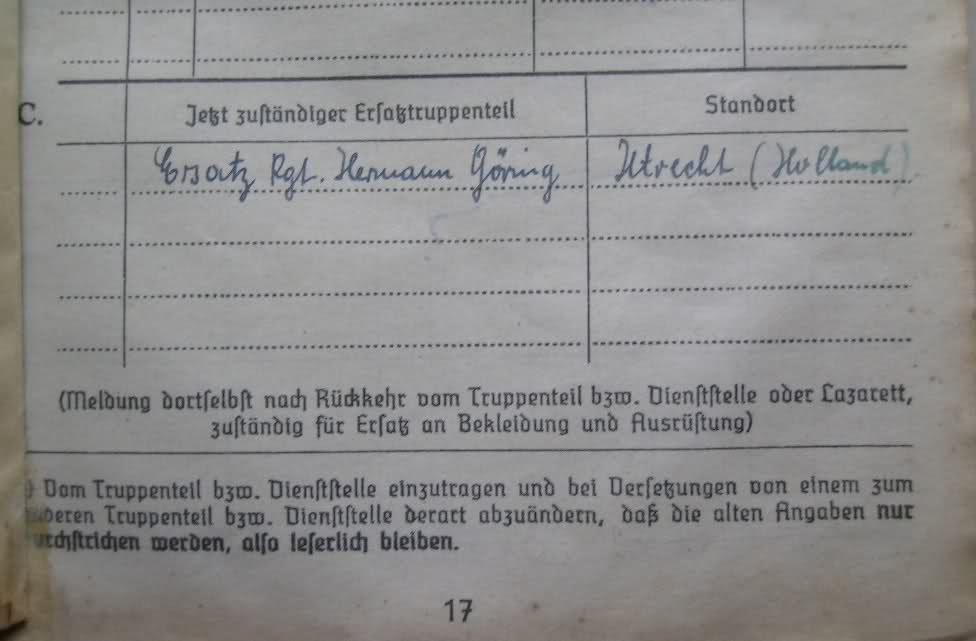 C.
Jetzt zuständiger Ersatztruppenteil
Standort
Ersatz Rgt. Hermann Göring
Utrecht (Holland)
(Meldung dortselbst nach Rückkehr vom Truppenteil bzw. Dienststelle oder Lazarett,
zuständig für Ersatz an Bekleidung und Ausrüstung)
) Vom Truppenteil bzw. Dienststelle einzutragen und bei Versetzungen von einem zum
anderen Truppenteil bzw. Dienststelle derart abzuändern, daß die alten Angaben nur
durchstrichen werden, also leserlich bleiben.
17